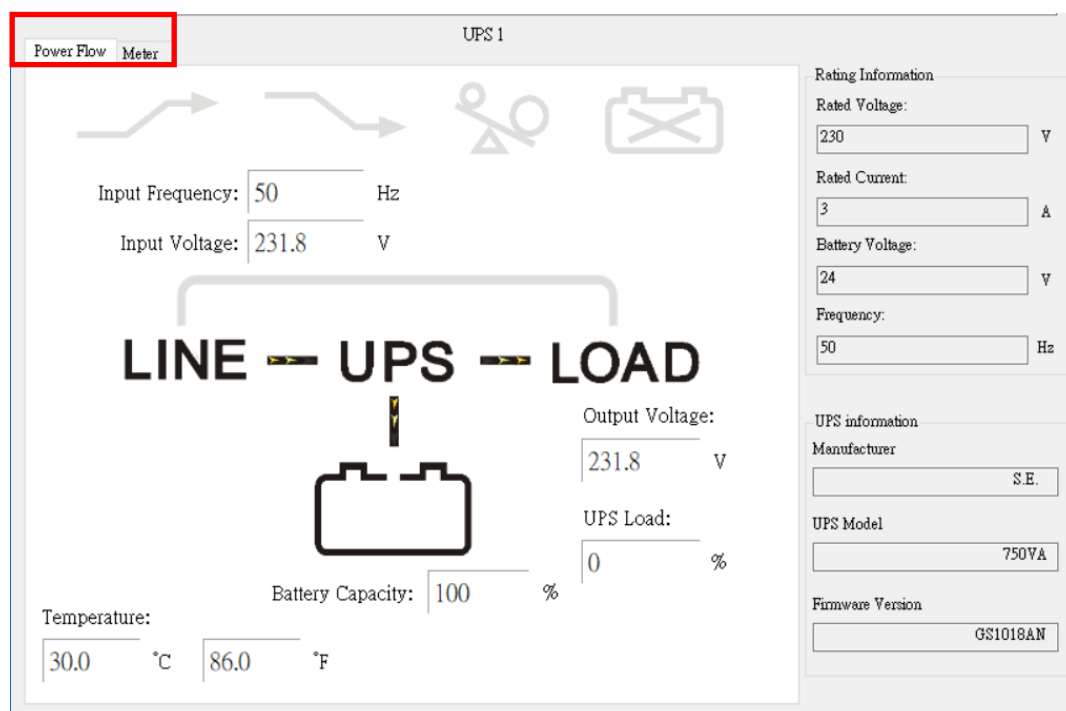 UPS 1
Power Flow Meter
Input Frequency: 50 Hz
Input Voltage: 231.8 V
LINE UPS LOAD
Output Voltage:
231.8 V
UPS Load:
0 %
Battery Capacity: 100 %
Temperature:
30.0 °C 86.0 °F
Rating Information
Rated Voltage:
230 V
Rated Current:
3 A
Battery Voltage:
24 V
Frequency:
50 Hz
UPS information
Manufacturer
S.E.
UPS Model
750VA
Firmware Version
GS1018AN